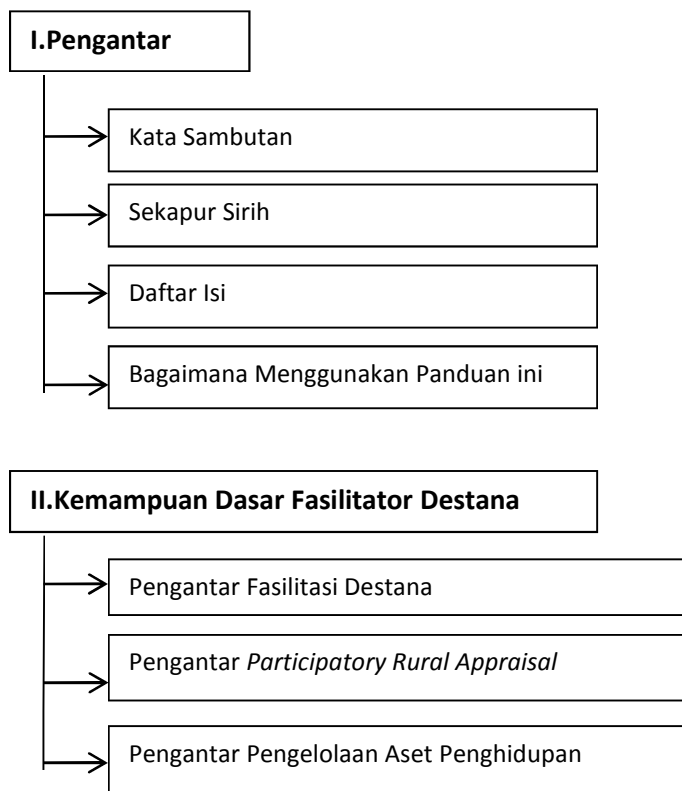 I.Pengantar
Kata Sambutan
Sekapur Sirih
Daftar Isi
Bagaimana Menggunakan Panduan ini
II.Kemampuan Dasar Fasilitator Destana
Pengantar Fasilitasi Destana
Pengantar Participatory Rural Appraisal
Pengantar Pengelolaan Aset Penghidupan